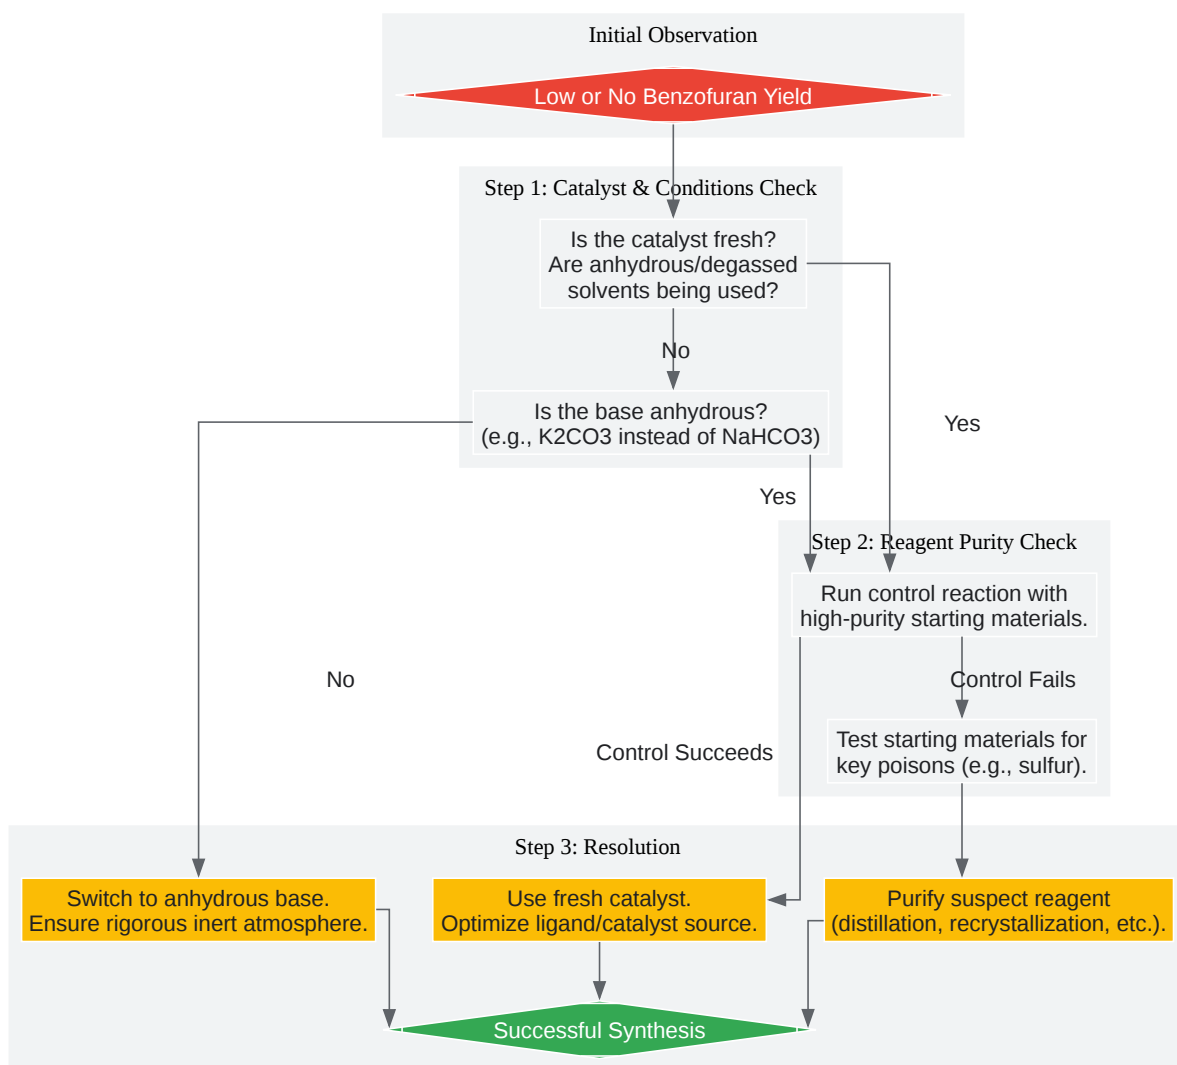 Initial Observation
Low or No Benzofuran Yield
Step 1: Catalyst & Conditions Check
Is the catalyst fresh?
Are anhydrous/degassed
solvents being used?
No
Is the base anhydrous?
(e.g., K2CO3 instead of NaHCO3)
Yes
Yes
Step 2: Reagent Purity Check
Run control reaction with
high-purity starting materials.
No
Control Fails
Control Succeeds
Test starting materials for
key poisons (e.g., sulfur).
Step 3: Resolution
Switch to anhydrous base.
Ensure rigorous inert atmosphere.
Use fresh catalyst.
Optimize ligand/catalyst source.
Purify suspect reagent
(distillation, recrystallization, etc.).
Successful Synthesis